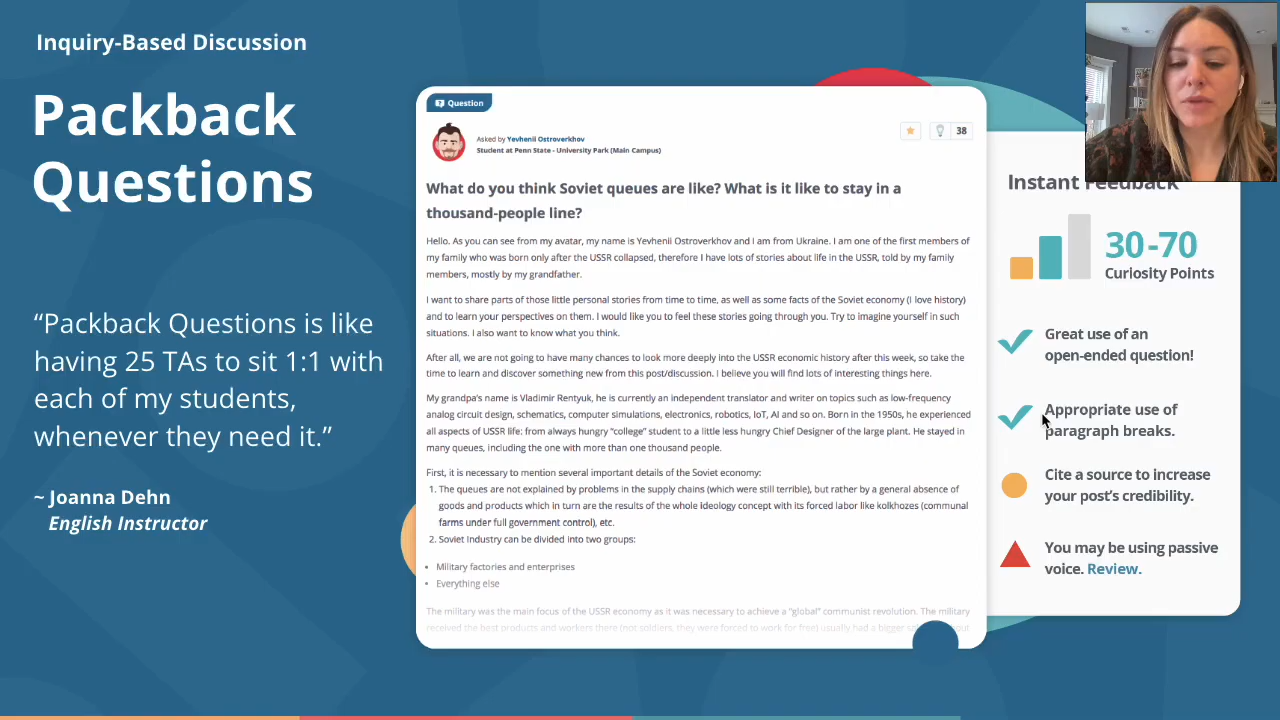 Inquiry-Based Discussion
Packback
Questions
“Packback Questions is like
having 25 TAs to sit 1:1 with
each of my students,
whenever they need it.”
~ Joanna Dehn
English Instructor
Question
Asked by Yevhenii Ostroverkhov
Student at Penn State - University Park (Main Campus)
38
What do you think Soviet queues are like? What is it like to stay in a
thousand-people line?
Hello. As you can see from my avatar, my name is Yevhenii Ostroverkhov and I am from Ukraine. I am one of the first members of
my family who was born only after the USSR collapsed, therefore I have lots of stories about life in the USSR, told by my family
members, mostly by my grandfather.
I want to share parts of those little personal stories from time to time, as well as some facts of the Soviet economy (I love history)
and to learn your perspectives on them. I would like you to feel these stories going through you. Try to imagine yourself in such
situations. I also want to know what you think.
After all, we are not going to have many chances to look more deeply into the USSR economic history after this week, so take the
time to learn and discover something new from this post/discussion. I believe you will find lots of interesting things here.
My grandpa's name is Vladimir Rentyuk, he is currently an independent translator and writer on topics such as low-frequency
analog circuit design, schematics, computer simulations, electronics, robotics, IoT, AI and so on. Born in the 1950s, he experienced
all aspects of USSR life: from always hungry “college” student to a little less hungry Chief Designer of the large plant. He stayed in
many queues, including the one with more than one thousand people.
First, it is necessary to mention several important details of the Soviet economy:
1. The queues are not explained by problems in the supply chains (which were still terrible), but rather by a general absence of
goods and products which in turn are the results of the whole ideology concept with its forced labor like kolkhozes (communal
farms under full government control), etc.
2. Soviet Industry can be divided into two groups:
• Military factories and enterprises
• Everything else
The military was the main focus of the USSR economy as it was necessary to achieve a “global” communist revolution. The military
received the best products and workers there (not soldiers, they were forced to work for free) usually had a bigger
Instant Feedback
30-70
Curiosity Points
Great use of an
open-ended question!
Appropriate use of
paragraph breaks.
Cite a source to increase
your post's credibility.
You may be using passive
voice. Review.